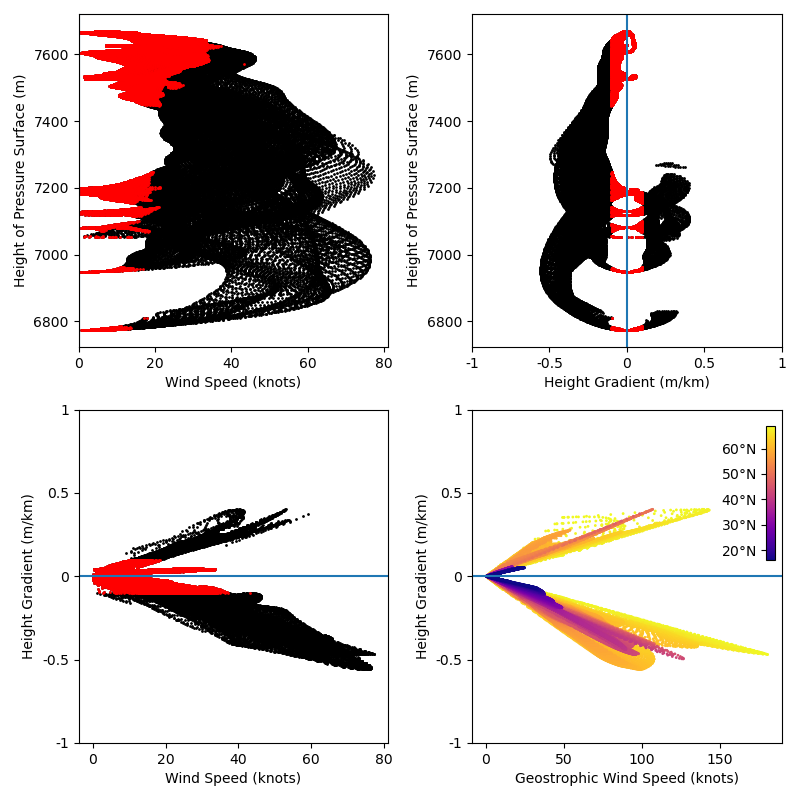 7600
7400
7200
7000
6800
Height of Pressure Surface (m)
0 20 40 60 80
Wind Speed (knots)
7600
7400
7200
7000
6800
Height of Pressure Surface (m)
-1 -0.5 0 0.5 1
Height Gradient (m/km)
1
0.5
0
-0.5
-1
Height Gradient (m/km)
0 20 40 60 80
Wind Speed (knots)
1
0.5
0
-0.5
-1
Height Gradient (m/km)
60°N
50°N
40°N
30°N
20°N
0 50 100 150
Geostrophic Wind Speed (knots)